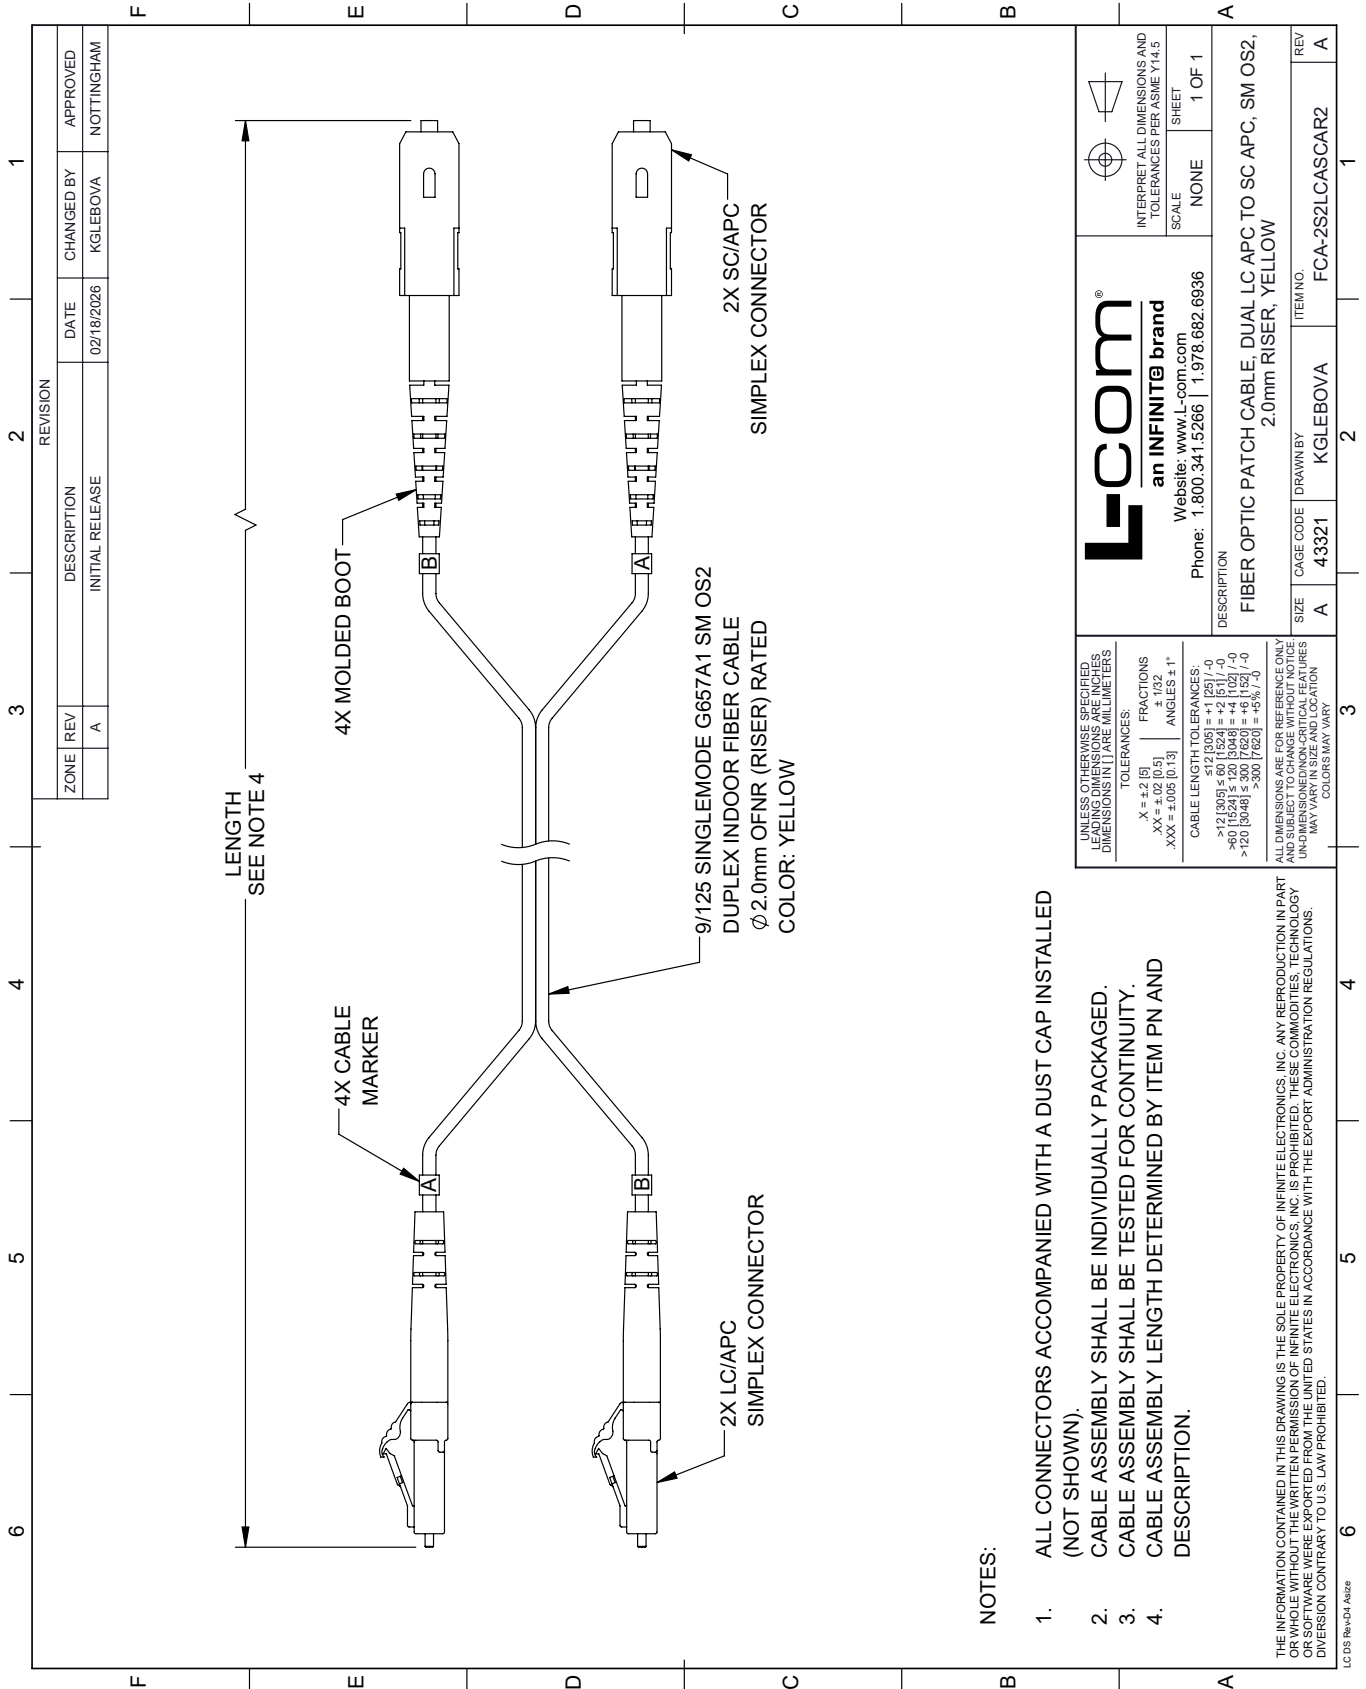 6
5
4
3
2
1
F
E
D
C
B
A
REVISION
ZONE
REV
DESCRIPTION
DATE
CHANGED BY
APPROVED
A
INITIAL RELEASE
02/18/2026
KGLEBOVA
NOTTINGHAM
LENGTH
SEE NOTE 4
4X CABLE
MARKER
4X MOLDED BOOT
A
B
B
A
2X LC/APC
SIMPLEX CONNECTOR
9/125 SINGLEMODE G657A1 SM OS2
DUPLEX INDOOR FIBER CABLE
∅2.0mm OFNR (RISER) RATED
COLOR: YELLOW
2X SC/APC
SIMPLEX CONNECTOR
NOTES:
1. ALL CONNECTORS ACCOMPANIED WITH A DUST CAP INSTALLED
(NOT SHOWN).
2. CABLE ASSEMBLY SHALL BE INDIVIDUALLY PACKAGED.
3. CABLE ASSEMBLY SHALL BE TESTED FOR CONTINUITY.
4. CABLE ASSEMBLY LENGTH DETERMINED BY ITEM PN AND
DESCRIPTION.
THE INFORMATION CONTAINED IN THIS DRAWING IS THE SOLE PROPERTY OF INFINITE ELECTRONICS, INC. ANY REPRODUCTION IN PART
OR WHOLE WITHOUT THE WRITTEN PERMISSION OF INFINITE ELECTRONICS, INC. IS PROHIBITED. THESE COMMODITIES, TECHNOLOGY
OR SOFTWARE WERE EXPORTED FROM THE UNITED STATES IN ACCORDANCE WITH THE EXPORT ADMINISTRATION REGULATIONS.
DIVERSION CONTRARY TO U.S. LAW PROHIBITED.
UNLESS OTHERWISE SPECIFIED
LEADING DIMENSIONS ARE INCHES
DIMENSIONS IN [ ] ARE MILLIMETERS
TOLERANCES:
.X = ±.2 [5]
.XX = ±.02 [0.5]
.XXX = ±.005 [0.13]
FRACTIONS
± 1/32
ANGLES ± 1°
CABLE LENGTH TOLERANCES:
≤12 [305] = +1 [25] / -0
>12 [305] ≤ 60 [1524] = +2 [51] / -0
>60 [1524] ≤ 120 [3048] = +4 [102] / -0
>120 [3048] ≤ 300 [7620] = +6 [152] / -0
>300 [7620] = +5% / -0
ALL DIMENSIONS ARE FOR REFERENCE ONLY
AND SUBJECT TO CHANGE WITHOUT NOTICE.
UN-DIMENSIONED/NON-CRITICAL FEATURES
MAY VARY IN SIZE AND LOCATION
COLORS MAY VARY
L-com®
an INFINITe brand
Website: www.L-com.com
Phone: 1.800.341.5266 | 1.978.682.6936
INTERPRET ALL DIMENSIONS AND
TOLERANCES PER ASME Y14.5
SCALE
NONE
SHEET
1 OF 1
DESCRIPTION
FIBER OPTIC PATCH CABLE, DUAL LC APC TO SC APC, SM OS2,
2.0mm RISER, YELLOW
SIZE
A
CAGE CODE
43321
DRAWN BY
KGLEBOVA
ITEM NO.
FCA-2S2LCASCAR2
REV
A
F
E
D
C
B
A
6
5
4
3
2
1
LC DS Rev-D4 Asize